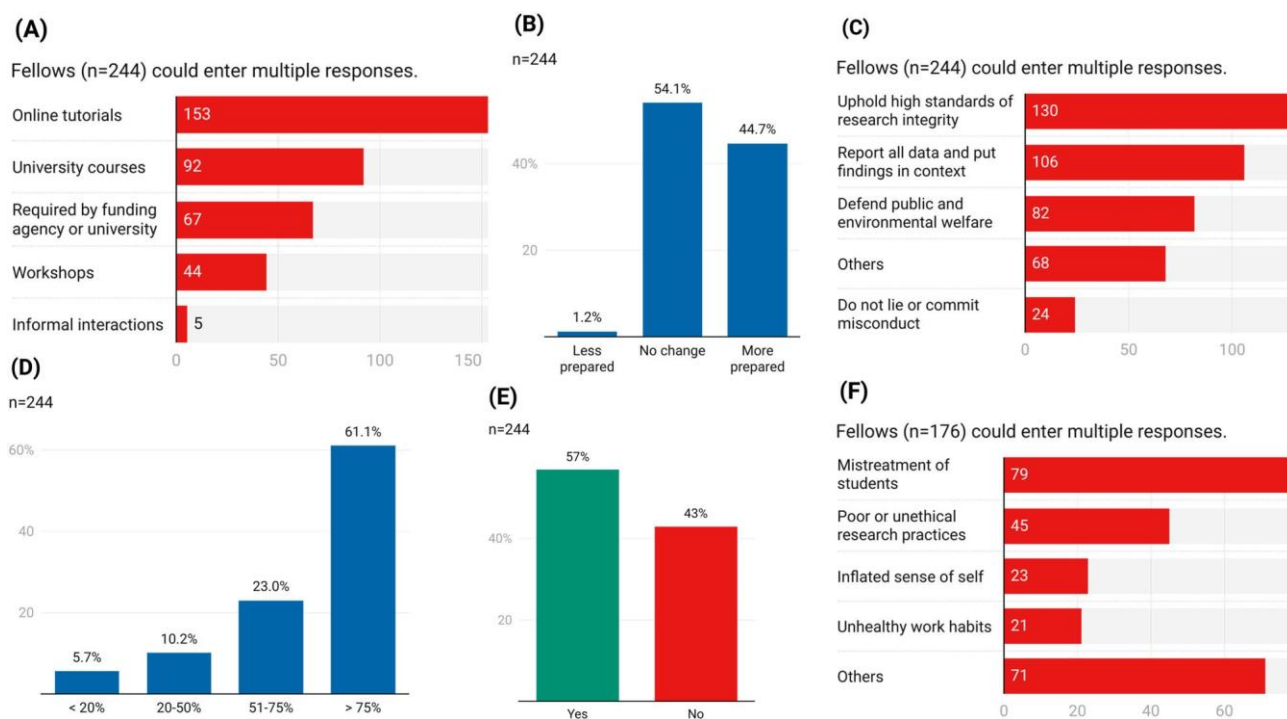 (A)
Fellows (n=244) could enter multiple responses.
Online tutorials
153
University courses
92
Required by funding
agency or university
67
Workshops
44
Informal interactions
5
0
50
100
150
(B)
n=244
40%
20
1.2%
54.1%
44.7%
Less
prepared
No change
More
prepared
(C)
Fellows (n=244) could enter multiple responses.
Uphold high standards of
research integrity
130
Report all data and put
findings in context
106
Defend public and
environmental welfare
82
Others
68
Do not lie or commit
misconduct
24
0
50
100
(D)
n=244
60%
40
20
5.7%
10.2%
23.0%
61.1%
< 20%
20-50%
51-75%
> 75%
(E)
n=244
40%
20
57%
43%
Yes
No
(F)
Fellows (n=176) could enter multiple responses.
Mistreatment of
students
79
Poor or unethical
research practices
45
Inflated sense of self
23
Unhealthy work habits
21
Others
71
0
20
40
60